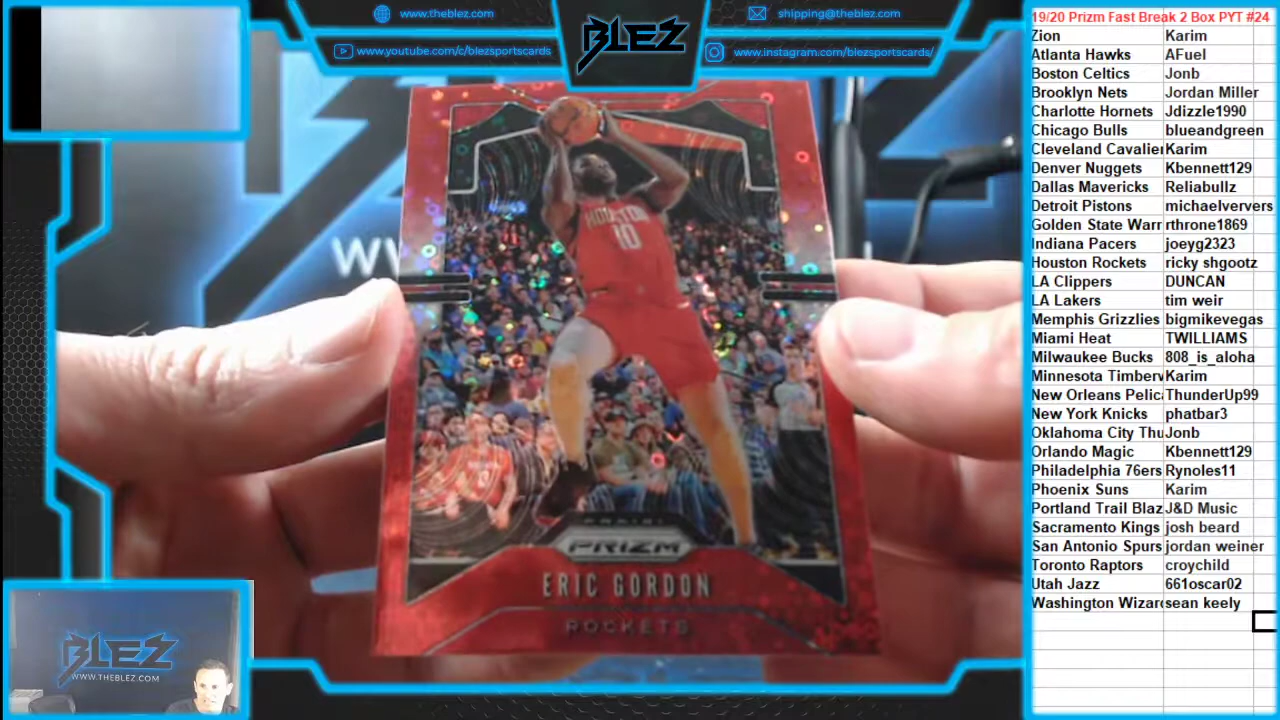 www.theblez.com
shipping@theblez.com
www.youtube.com/c/blezsportscards
www.instagram.com/blezsportscards/
BLEZ
19/20 Prizm Fast Break 2 Box PYT #24
Zion Karim
Atlanta Hawks AFuel
Boston Celtics Jonb
Brooklyn Nets Jordan Miller
Charlotte Hornets Jdizzle1990
Chicago Bulls blueandgreen
Cleveland Cavalier Karim
Denver Nuggets Kbennett129
Dallas Mavericks Reliabullz
Detroit Pistons michaelververs
Golden State Warr rthrone1869
Indiana Pacers joeyg2323
Houston Rockets ricky shgootz
LA Clippers DUNCAN
LA Lakers tim weir
Memphis Grizzlies bigmikevegas
Miami Heat TWILLIAMS
Milwaukee Bucks 808_is_aloha
Minnesota Timberv Karim
New Orleans Pelic ThunderUp99
New York Knicks phatbar3
Oklahoma City Thu Jonb
Orlando Magic Kbennett129
Philadelphia 76ers Rynoles11
Phoenix Suns Karim
Portland Trail Blaz J&D Music
Sacramento Kings josh beard
San Antonio Spurs jordan weiner
Toronto Raptors croychild
Utah Jazz 661oscar02
Washington Wizard sean keely
WW
HOUSTON
10
PANINI
PRIZM
ERIC GORDON
ROCKETS
BLEZ
WWW.THEBLEZ.COM